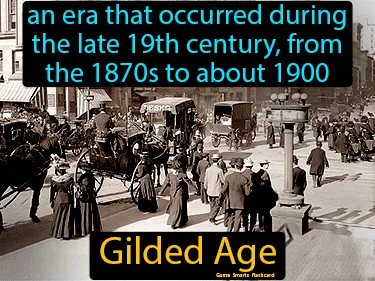 an era that occurred during
the late 19th century, from
the 1870s to about 1900
DESKS
Gilded Age
Game Smartz flashcard